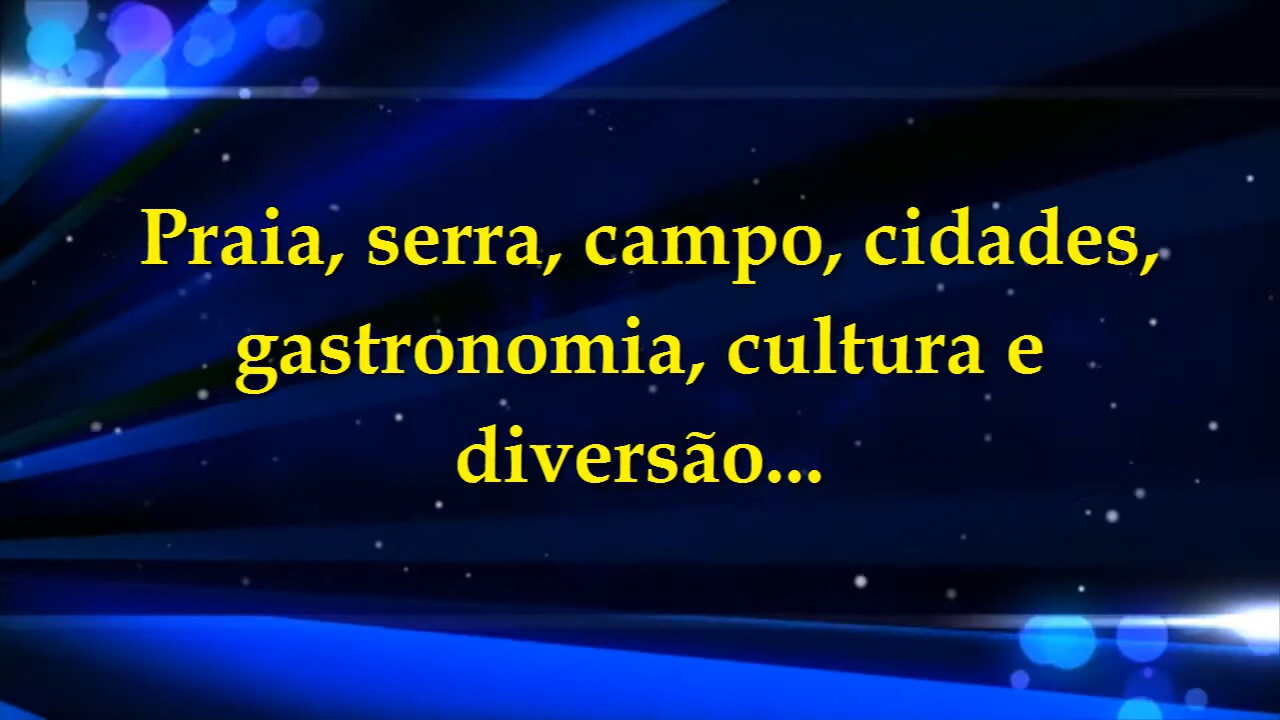 Praia, serra, campo, cidades,
gastronomia, cultura e
diversão...